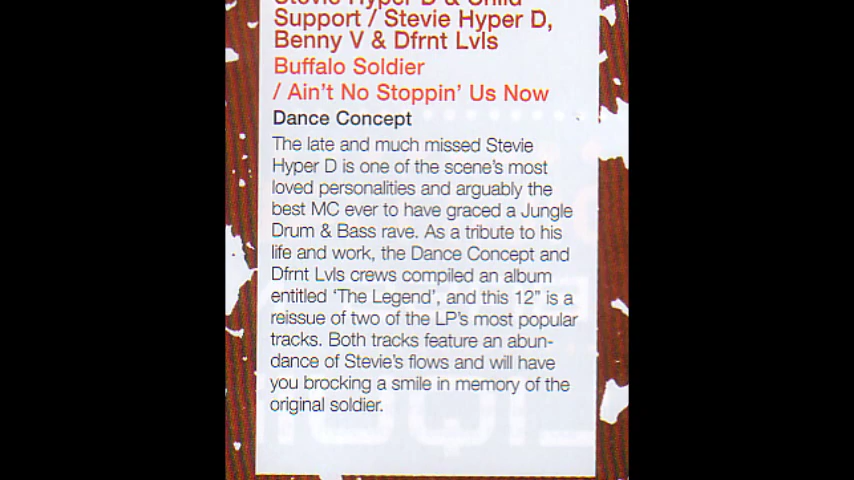 Stevie Hyper D & Child
Support / Stevie Hyper D,
Benny V & Dfrnt Lvls
Buffalo Soldier
/ Ain't No Stoppin' Us Now
Dance Concept
The late and much missed Stevie
Hyper D is one of the scene's most
loved personalities and arguably the
best MC ever to have graced a Jungle
Drum & Bass rave. As a tribute to his
life and work, the Dance Concept and
Dfrnt Lvls crews compiled an album
entitled 'The Legend', and this 12" is a
reissue of two of the LP's most popular
tracks. Both tracks feature an abun-
dance of Stevie's flows and will have
you brocking a smile in memory of the
original soldier.